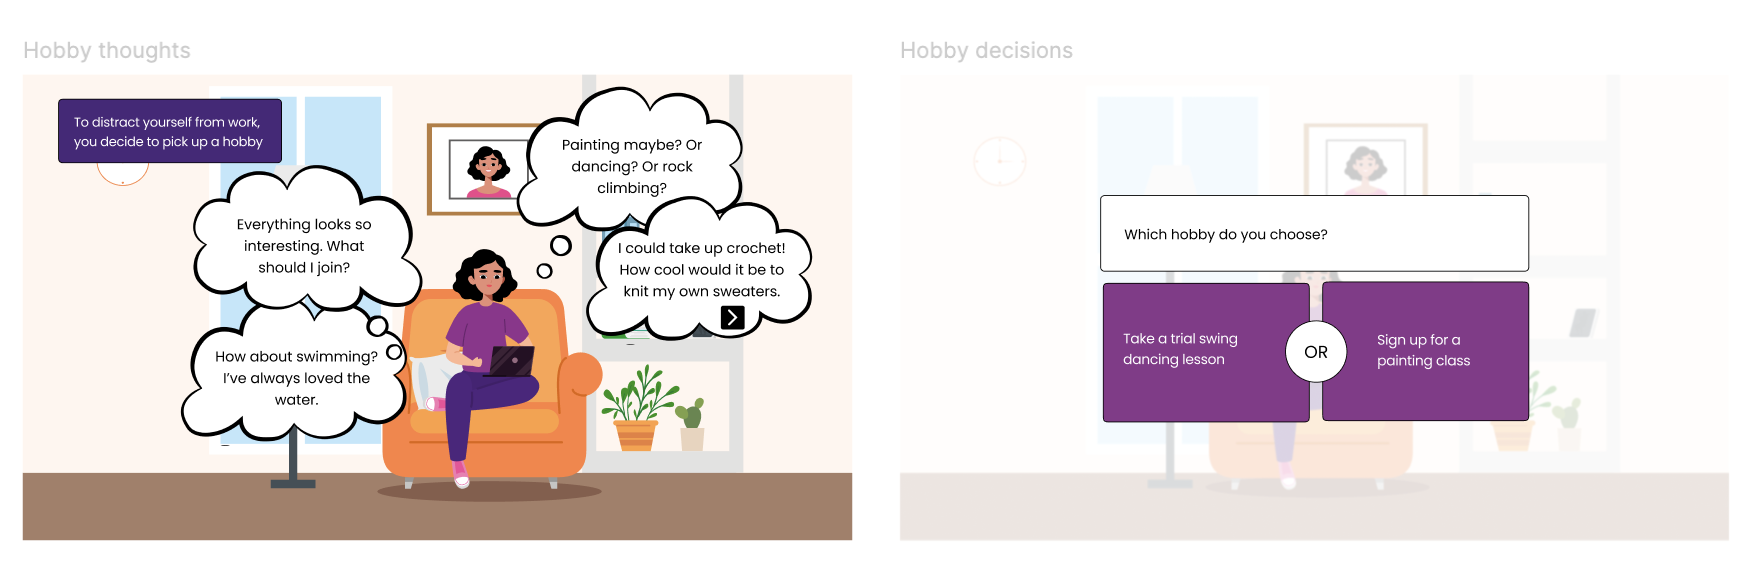 Hobby thoughts
To distract yourself from work,
you decide to pick up a hobby
Painting maybe? Or
dancing? Or rock
climbing?
Everything looks so
interesting. What
should I join?
I could take up crochet!
How cool would it be to
knit my own sweaters.
How about swimming?
I've always loved the
water.
Hobby decisions
Which hobby do you choose?
Take a trial swing
dancing lesson
OR
Sign up for a
painting class